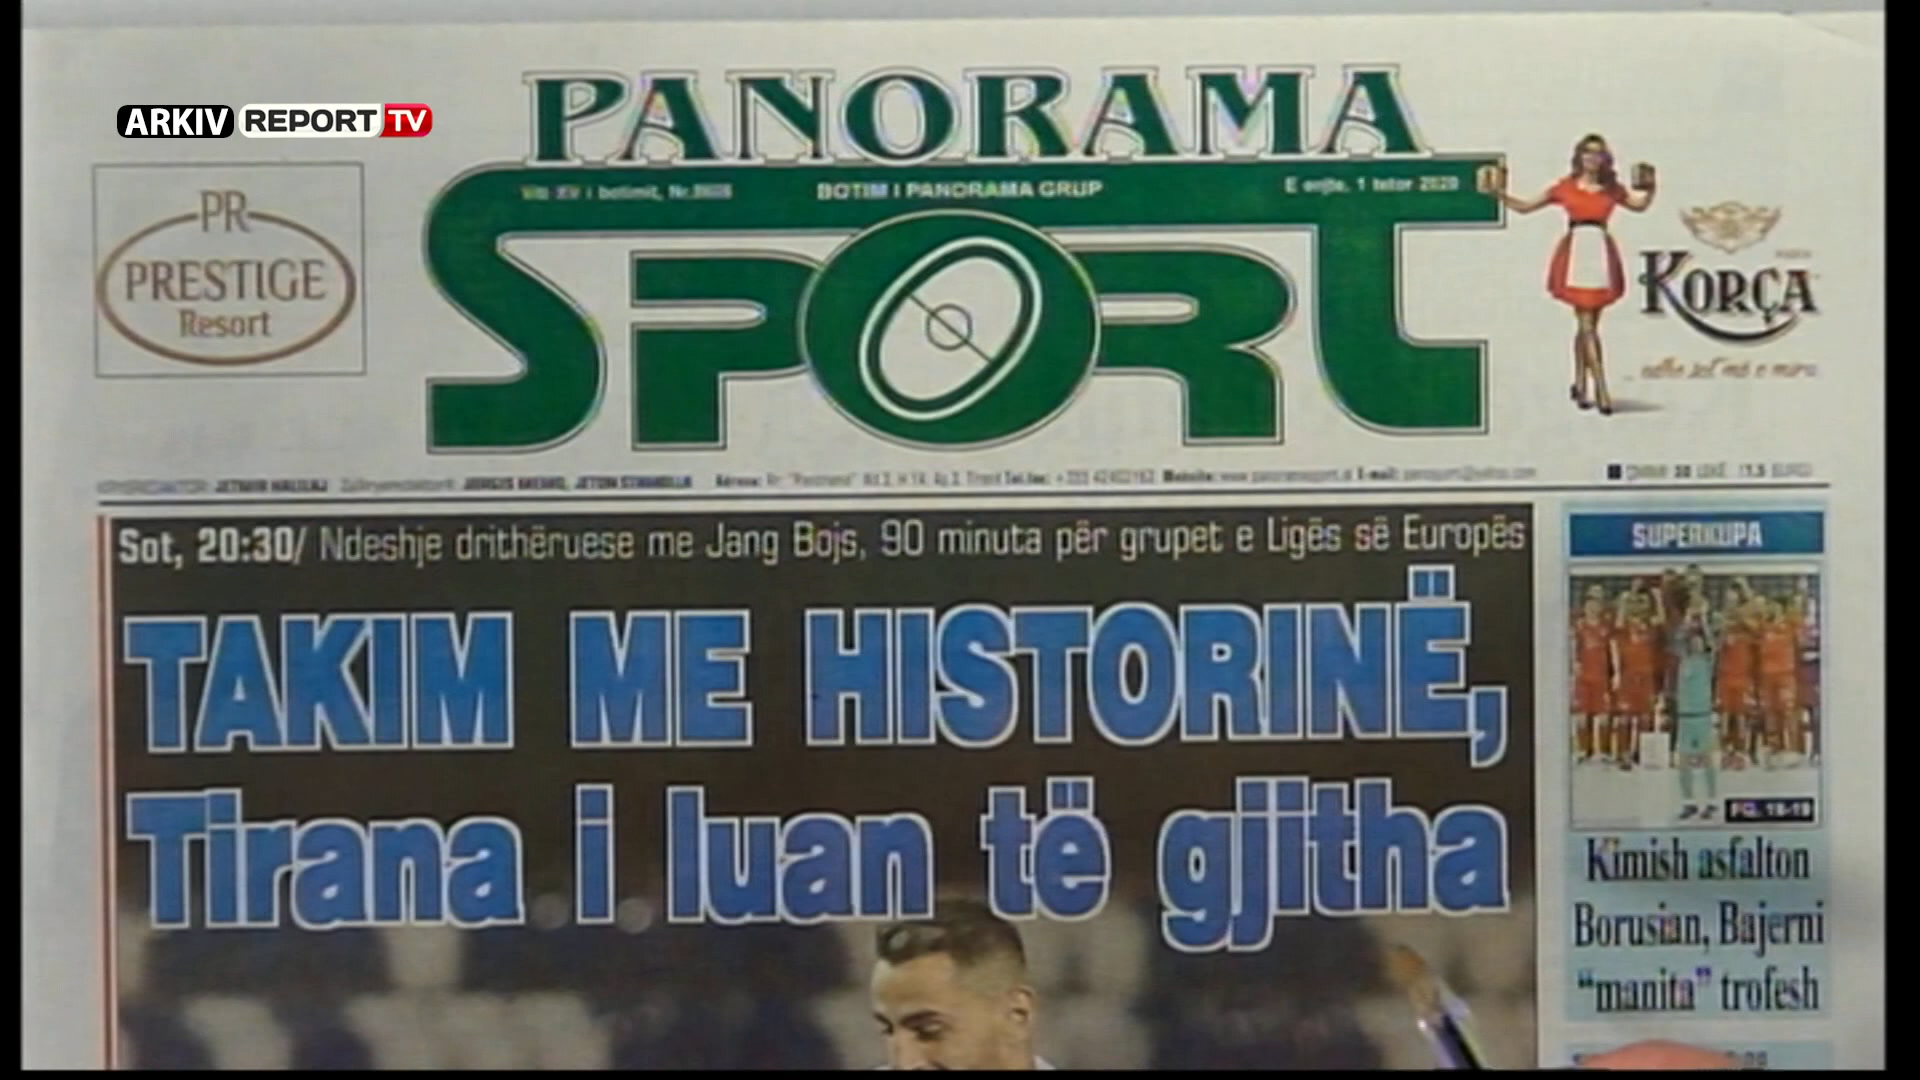 ARKIV REPORT TV
PANORAMA
BOTIM I PANORAMA GRUP
E enjte, 1 tetor 2020
SPORT
PR
PRESTIGE
Resort
KORÇA
Sot, 20:30/ Ndeshje drithëruese me Jang Bojs, 90 minuta për grupet e Ligës së Europës
TAKIM ME HISTORINË,
Tirana i luan të gjitha
SUPERKUPA
Kimish asfalton
Borusian, Bajerni
“manita” trofesh